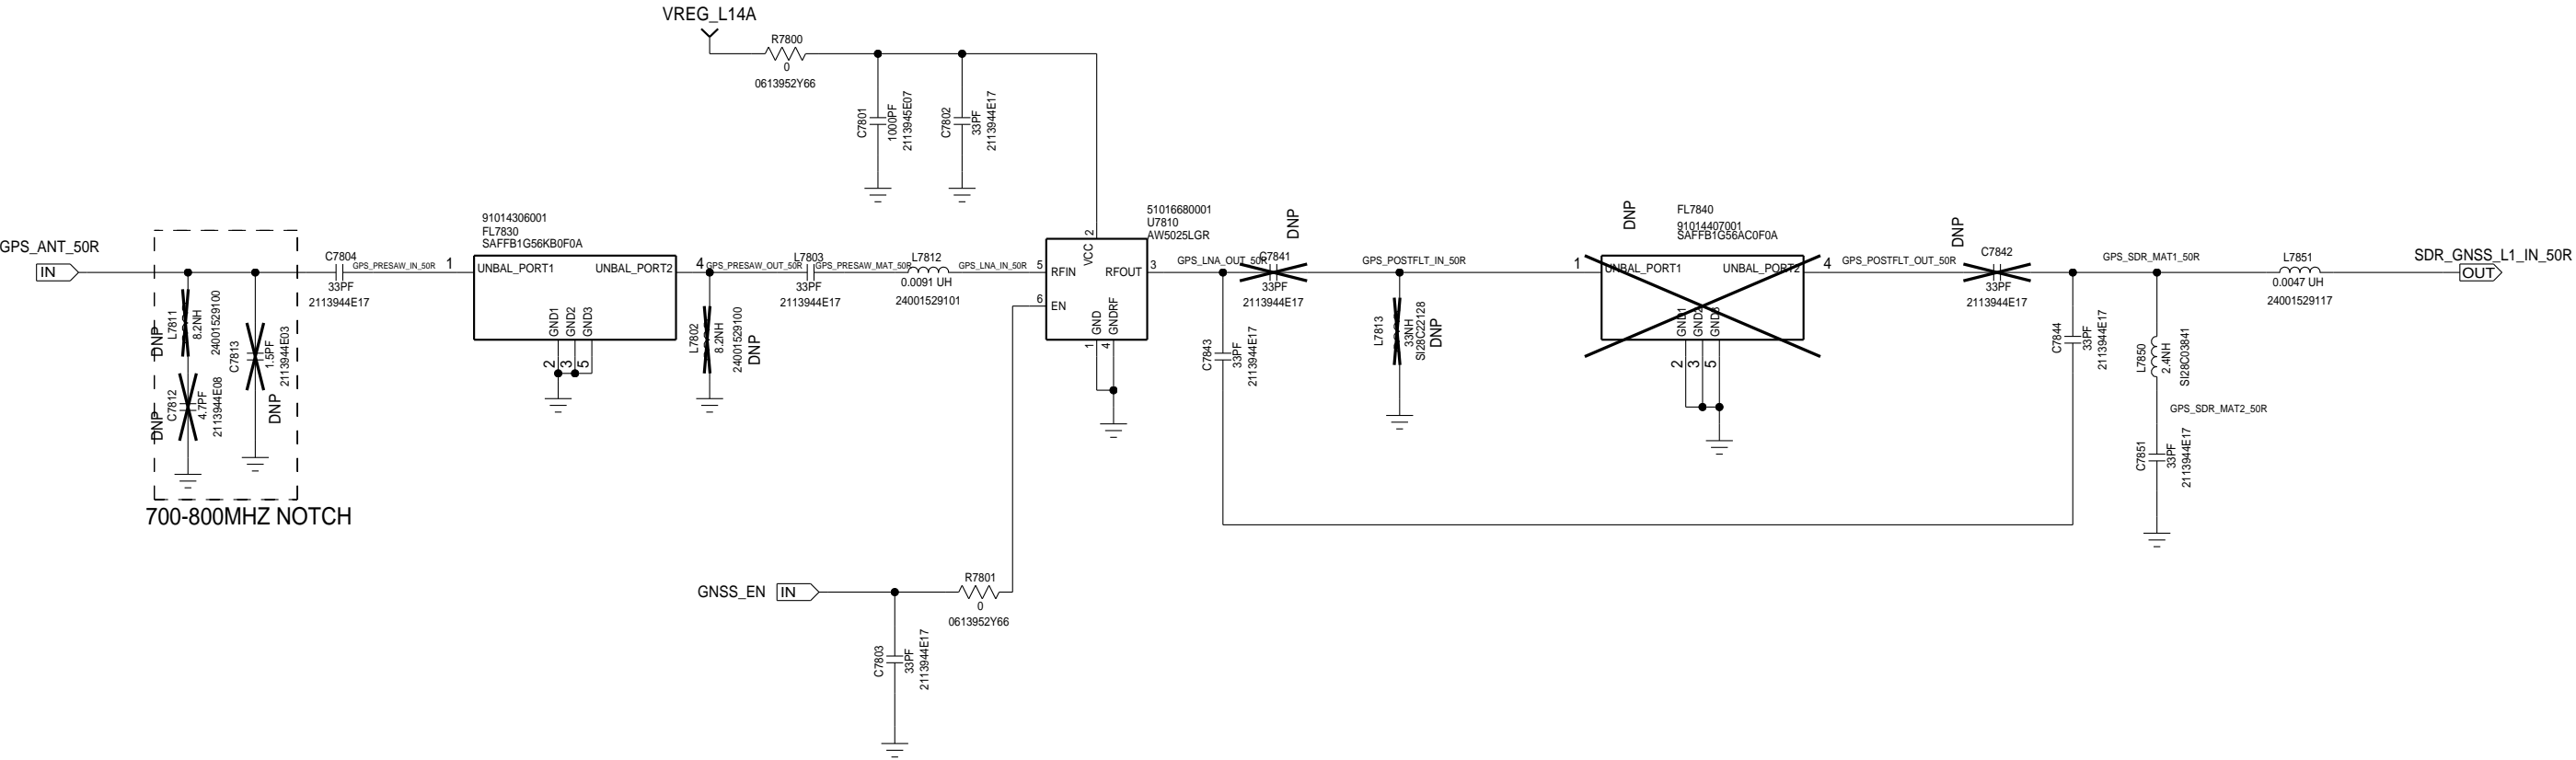 VREG_L14A
R7800
0
0613952Y66
C7801
1000PF
2113945E07
C7802
33PF
2113944E17
GPS_ANT_50R
IN
DNP
L7811
8.2NH
24001529100
DNP
C7812
4.7PF
2113944E08
C7813
1.5PF
2113944E03
DNP
700-800MHZ NOTCH
C7804
GPS_PRESAW_IN_50R
33PF
2113944E17
91014306001
FL7830
SAFFB1G56KB0F0A
1
UNBAL_PORT1
UNBAL_PORT2
4
GND1
GND2
GND3
2
3
5
GPS_PRESAW_OUT_50R
L7802
8.2NH
24001529100
DNP
L7803
GPS_PRESAW_MAT_50R
33PF
2113944E17
L7812
0.0091 UH
24001529101
GPS_LNA_IN_50R
51016680001
U7810
AW5025LGR
2
VCC
5
RFIN
RFOUT
3
6
EN
GND
GNDRF
1
4
GPS_LNA_OUT_50R
C7841
33PF
2113944E17
DNP
C7843
33PF
2113944E17
GPS_POSTFLT_IN_50R
L7813
33NH
SI28C22128
DNP
DNP
FL7840
91014407001
SAFFB1G56AC0F0A
1
UNBAL_PORT1
UNBAL_PORT2
4
GND1
GND2
GND3
2
3
5
GPS_POSTFLT_OUT_50R
DNP
C7842
33PF
2113944E17
C7844
33PF
2113944E17
GPS_SDR_MAT1_50R
L7850
2.4NH
SI28C03841
GPS_SDR_MAT2_50R
C7851
33PF
2113944E17
L7851
0.0047 UH
24001529117
SDR_GNSS_L1_IN_50R
OUT
GNSS_EN
IN
R7801
0
0613952Y66
C7803
33PF
2113944E17